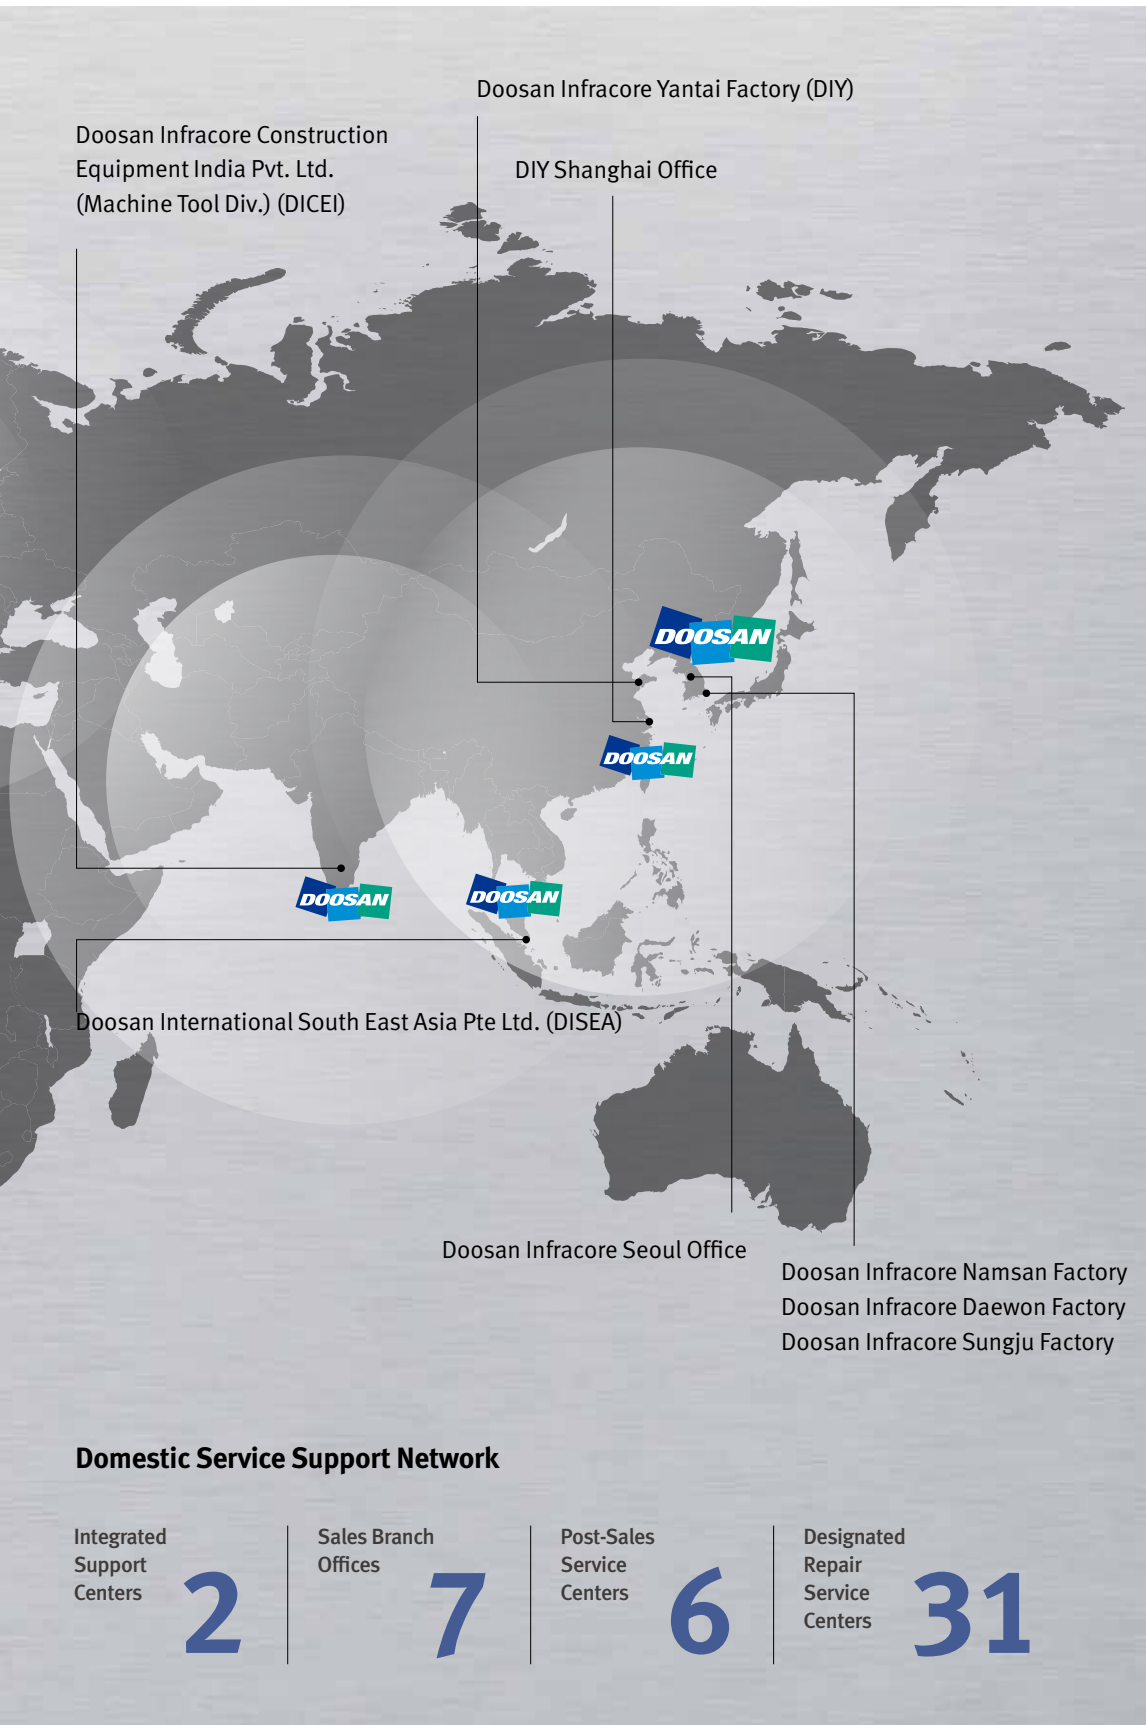 Doosan Infracore Yantai Factory (DIY)
Doosan Infracore Construction
Equipment India Pvt. Ltd.
(Machine Tool Div.) (DICEI)
DIY Shanghai Office
DOOSAN
DOOSAN
DOOSAN
DOOSAN
Doosan International South East Asia Pte Ltd. (DISEA)
Doosan Infracore Seoul Office
Doosan Infracore Namsan Factory
Doosan Infracore Daewon Factory
Doosan Infracore Sungju Factory
Domestic Service Support Network
Integrated
Support
Centers
2
Sales Branch
Offices
7
Post-Sales
Service
Centers
6
Designated
Repair
Service
Centers
31